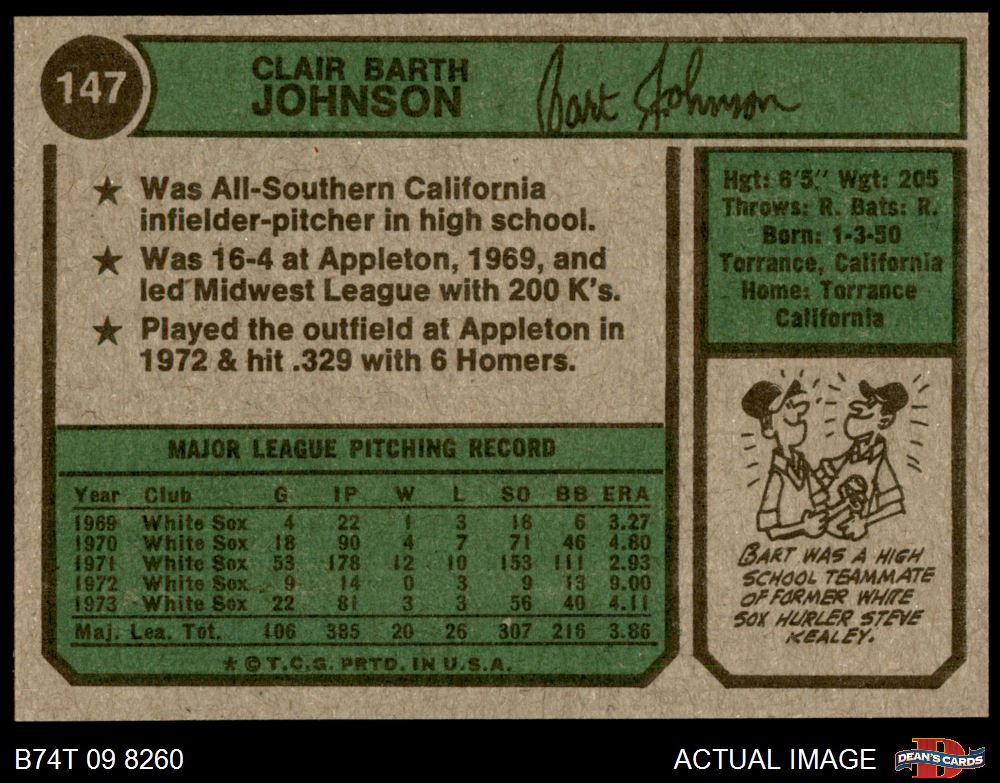 147
CLAIR BARTH
JOHNSON
Bart Johnson
★ Was All-Southern California
infielder-pitcher in high school.
★ Was 16-4 at Appleton, 1969, and
led Midwest League with 200 K's.
★ Played the outfield at Appleton in
1972 & hit .329 with 6 Homers.
MAJOR LEAGUE PITCHING RECORD
Year Club G IP W L SO BB ERA
1969 White Sox 4 22 1 3 18 6 3.27
1970 White Sox 18 90 4 7 71 46 4.80
1971 White Sox 53 178 12 10 153 111 2.93
1972 White Sox 9 14 0 3 9 13 9.00
1973 White Sox 22 81 3 3 56 40 4.11
Maj. Lea. Tot. 106 385 20 26 307 216 3.86
★ © T.C.G. PRTD. IN U.S.A.
Hgt: 6'5" Wgt: 205
Throws: R. Bats: R.
Born: 1-3-50
Torrance, California
Home: Torrance
California
BART WAS A HIGH
SCHOOL TEAMMATE
OF FORMER WHITE
SOX HURLER STEVE
KEALEY.
B74T 09 8260
ACTUAL IMAGE
D
DEAN'S CARDS